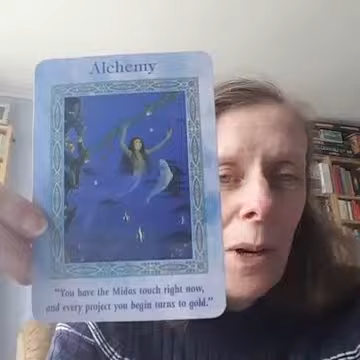 Alchemy
"You have the Midas touch right now,
and every project you begin turns to gold."